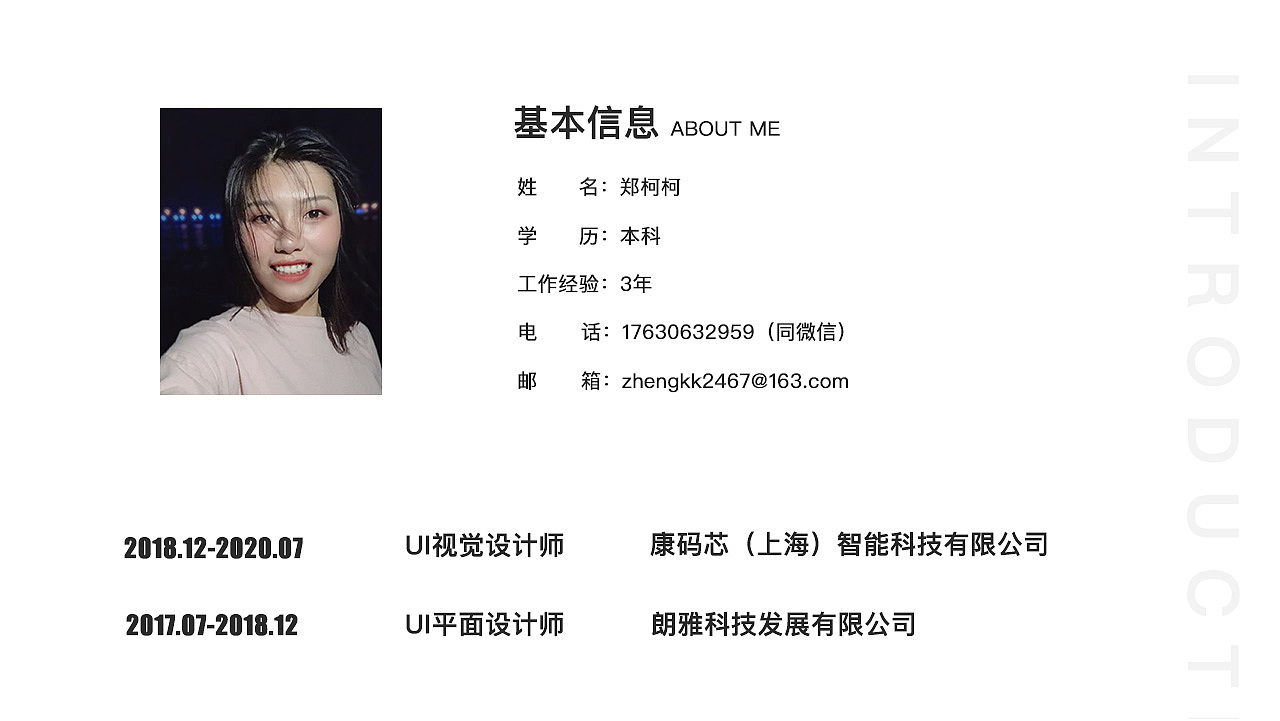 基本信息 ABOUT ME
姓 名：郑柯柯
学 历：本科
工作经验：3年
电 话：17630632959（同微信）
邮 箱：zhengkk2467@163.com
2018.12-2020.07 UI视觉设计师 康码芯（上海）智能科技有限公司
2017.07-2018.12 UI平面设计师 朗雅科技发展有限公司
INTRODUCT